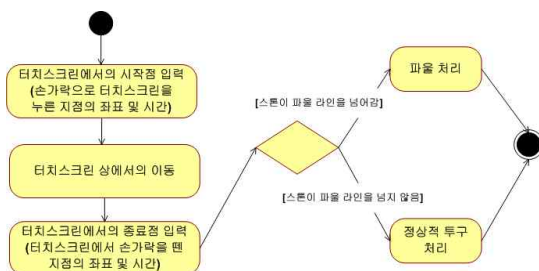 터치스크린에서의 시작점 입력
(손가락으로 터치스크린을
누른 지점의 좌표 및 시간)
터치스크린 상에서의 이동
터치스크린에서의 종료점 입력
(터치스크린에서 손가락을 뗀
지점의 좌표 및 시간)
[스톤이 파울 라인을 넘어감]
파울 처리
[스톤이 파울 라인을 넘지 않음]
정상적 투구
처리